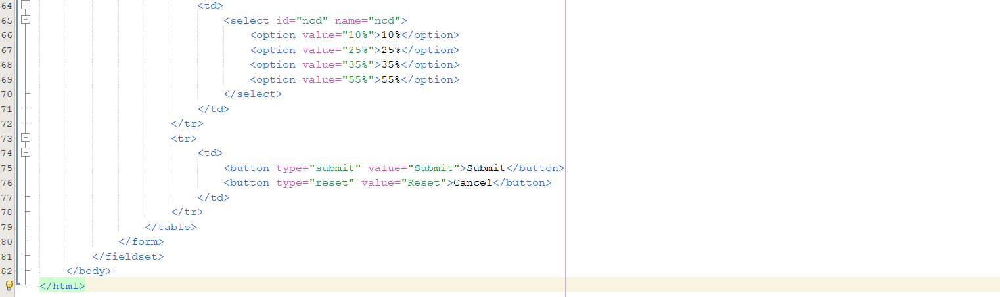 64 <td>
65 <select id="ncd" name="ncd">
66 <option value="10%">10%</option>
67 <option value="25%">25%</option>
68 <option value="35%">35%</option>
69 <option value="55%">55%</option>
70 </select>
71 </td>
72 </tr>
73 <tr>
74 <td>
75 <button type="submit" value="Submit">Submit</button>
76 <button type="reset" value="Reset">Cancel</button>
77 </td>
78 </tr>
79 </table>
80 </form>
81 </fieldset>
82 </body>
</html>